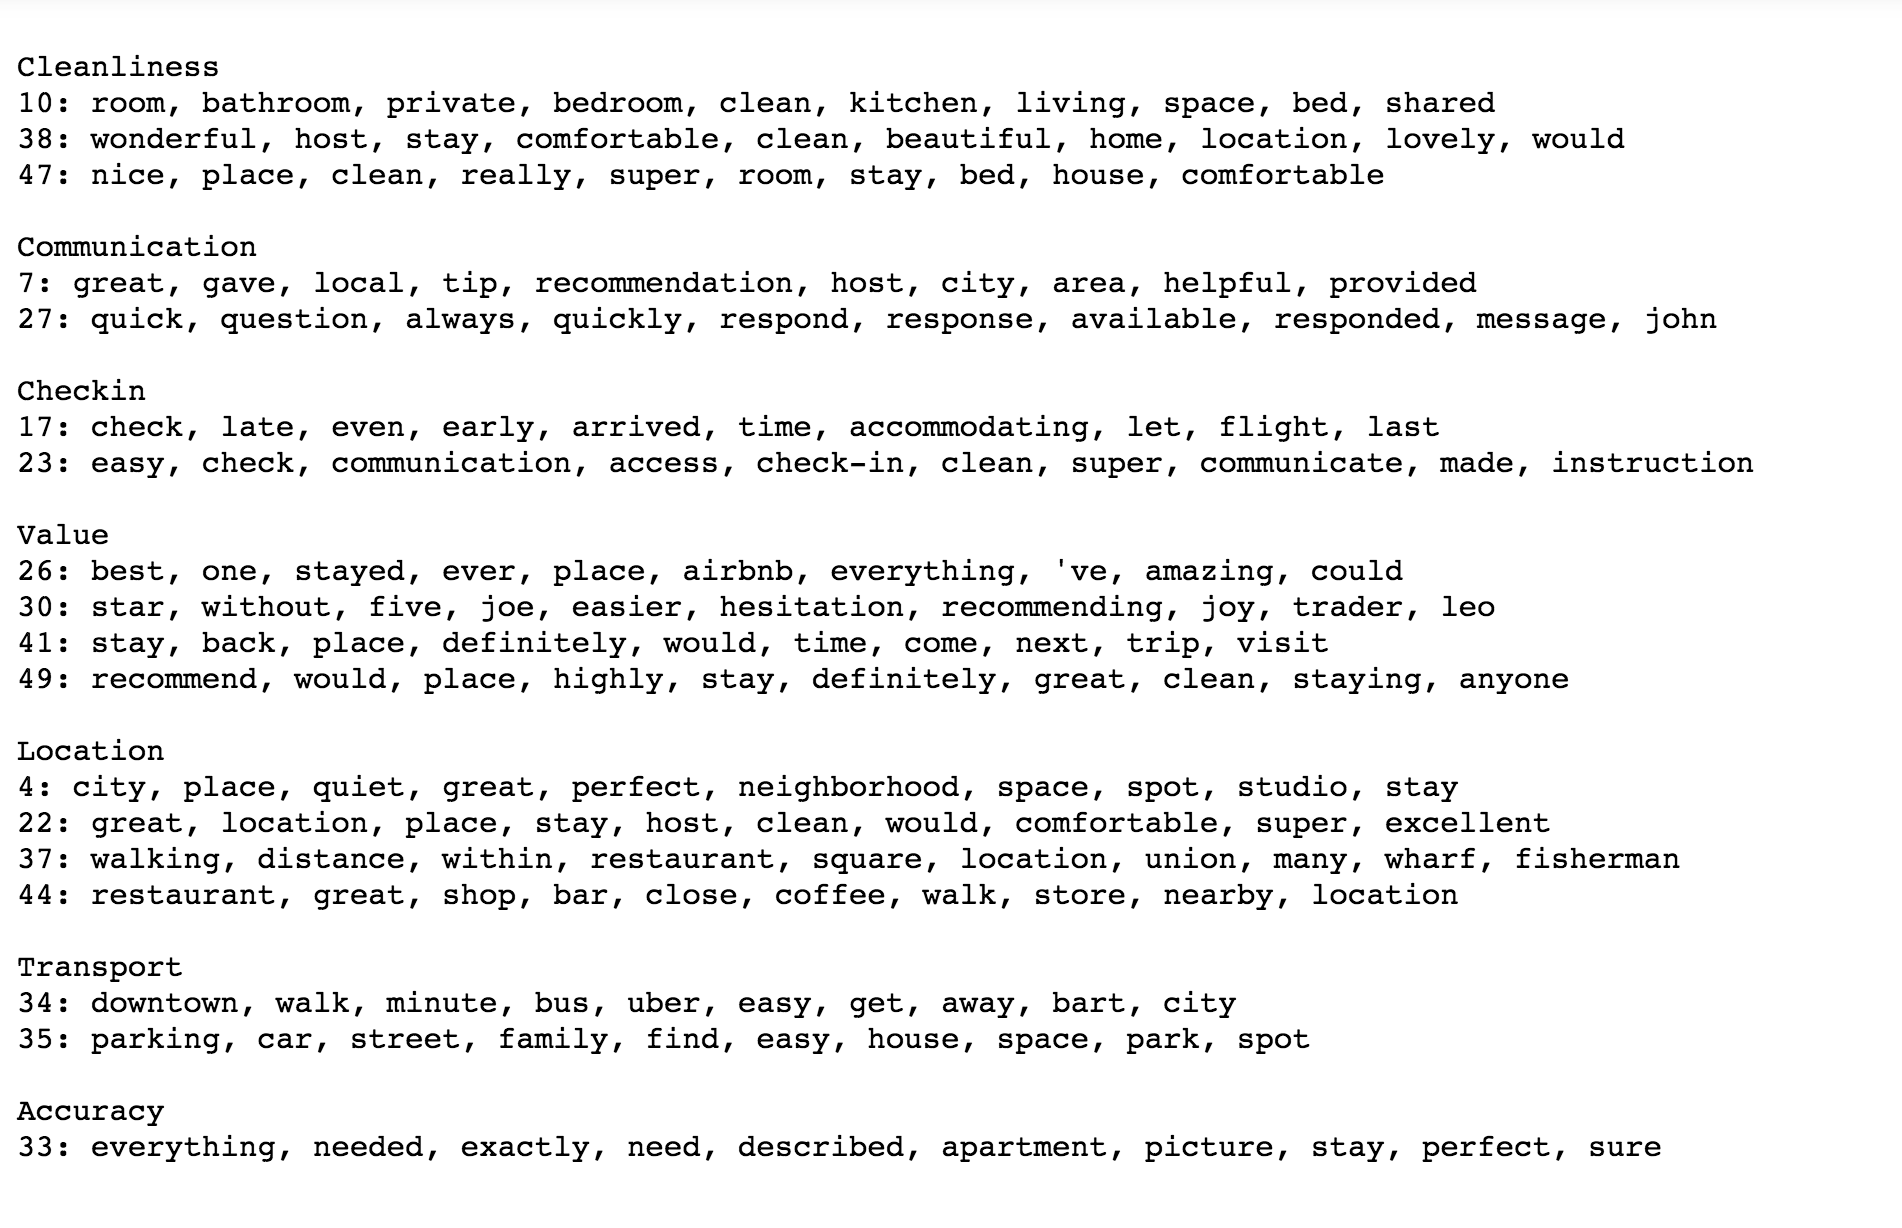 Cleanliness
10: room, bathroom, private, bedroom, clean, kitchen, living, space, bed, shared
38: wonderful, host, stay, comfortable, clean, beautiful, home, location, lovely, would
47: nice, place, clean, really, super, room, stay, bed, house, comfortable
Communication
7: great, gave, local, tip, recommendation, host, city, area, helpful, provided
27: quick, question, always, quickly, respond, response, available, responded, message, john
Checkin
17: check, late, even, early, arrived, time, accommodating, let, flight, last
23: easy, check, communication, access, check-in, clean, super, communicate, made, instruction
Value
26: best, one, stayed, ever, place, airbnb, everything, 've, amazing, could
30: star, without, five, joe, easier, hesitation, recommending, joy, trader, leo
41: stay, back, place, definitely, would, time, come, next, trip, visit
49: recommend, would, place, highly, stay, definitely, great, clean, staying, anyone
Location
4: city, place, quiet, great, perfect, neighborhood, space, spot, studio, stay
22: great, location, place, stay, host, clean, would, comfortable, super, excellent
37: walking, distance, within, restaurant, square, location, union, many, wharf, fisherman
44: restaurant, great, shop, bar, close, coffee, walk, store, nearby, location
Transport
34: downtown, walk, minute, bus, uber, easy, get, away, bart, city
35: parking, car, street, family, find, easy, house, space, park, spot
Accuracy
33: everything, needed, exactly, need, described, apartment, picture, stay, perfect, sure